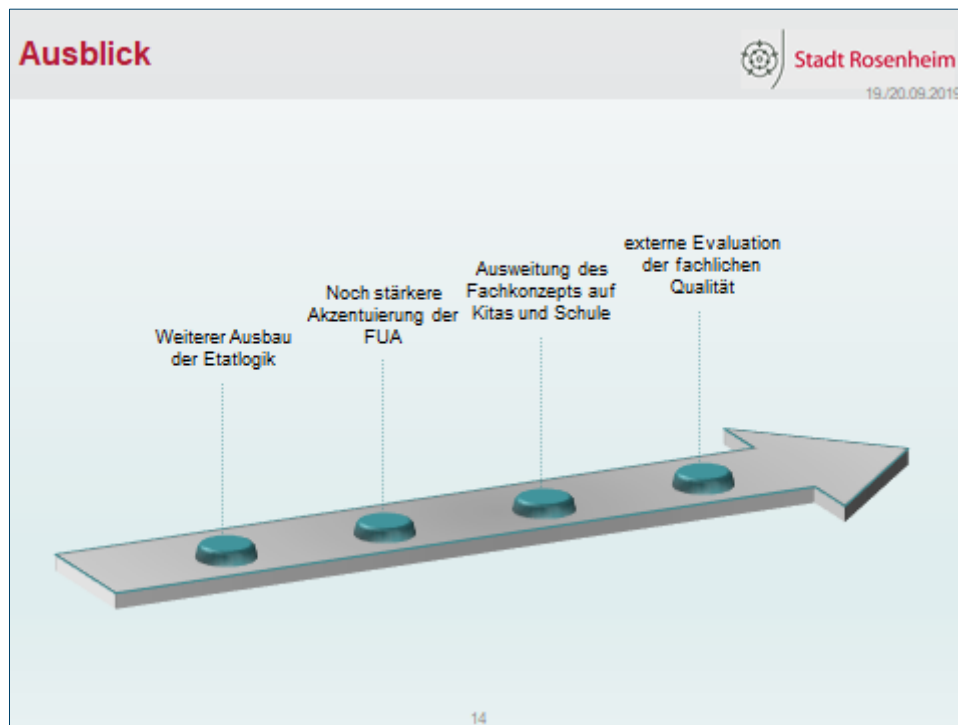 Ausblick
Stadt Rosenheim
19./20.09.2019
Weiterer Ausbau
der Etatlogik
Noch stärkere
Akzentuierung der
FUA
Ausweitung des
Fachkonzepts auf
Kitas und Schule
externe Evaluation
der fachlichen
Qualität
14